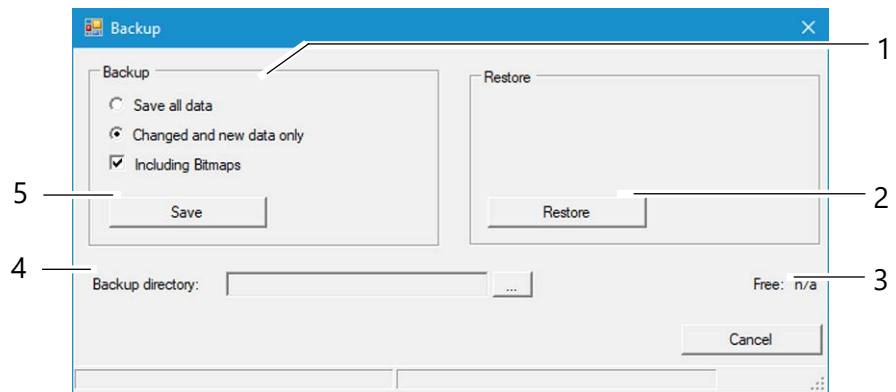 Backup
1
Backup
Restore
Save all data
Changed and new data only
Including Bitmaps
5
2
Save
Restore
4
3
Backup directory:
...
Free: n/a
Cancel